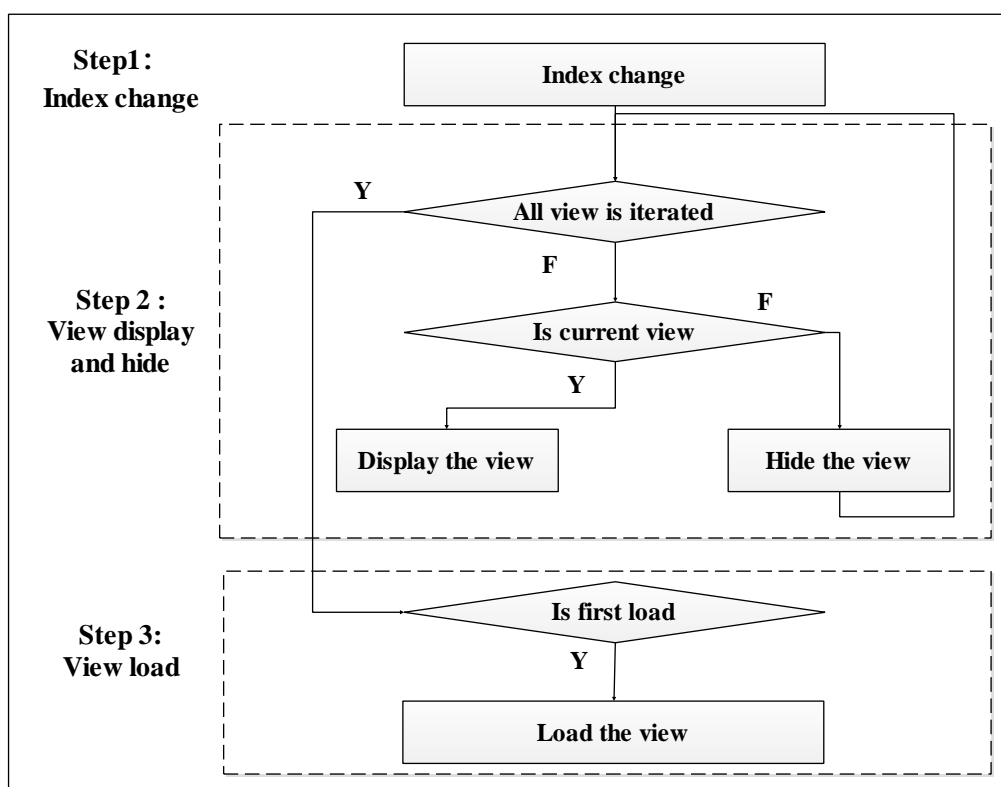 Step1:
Index change
Index change
Y
All view is iterated
F
Step 2 :
View display
and hide
Is current view
F
Y
Display the view
Hide the view
Step 3:
View load
Is first load
Y
Load the view